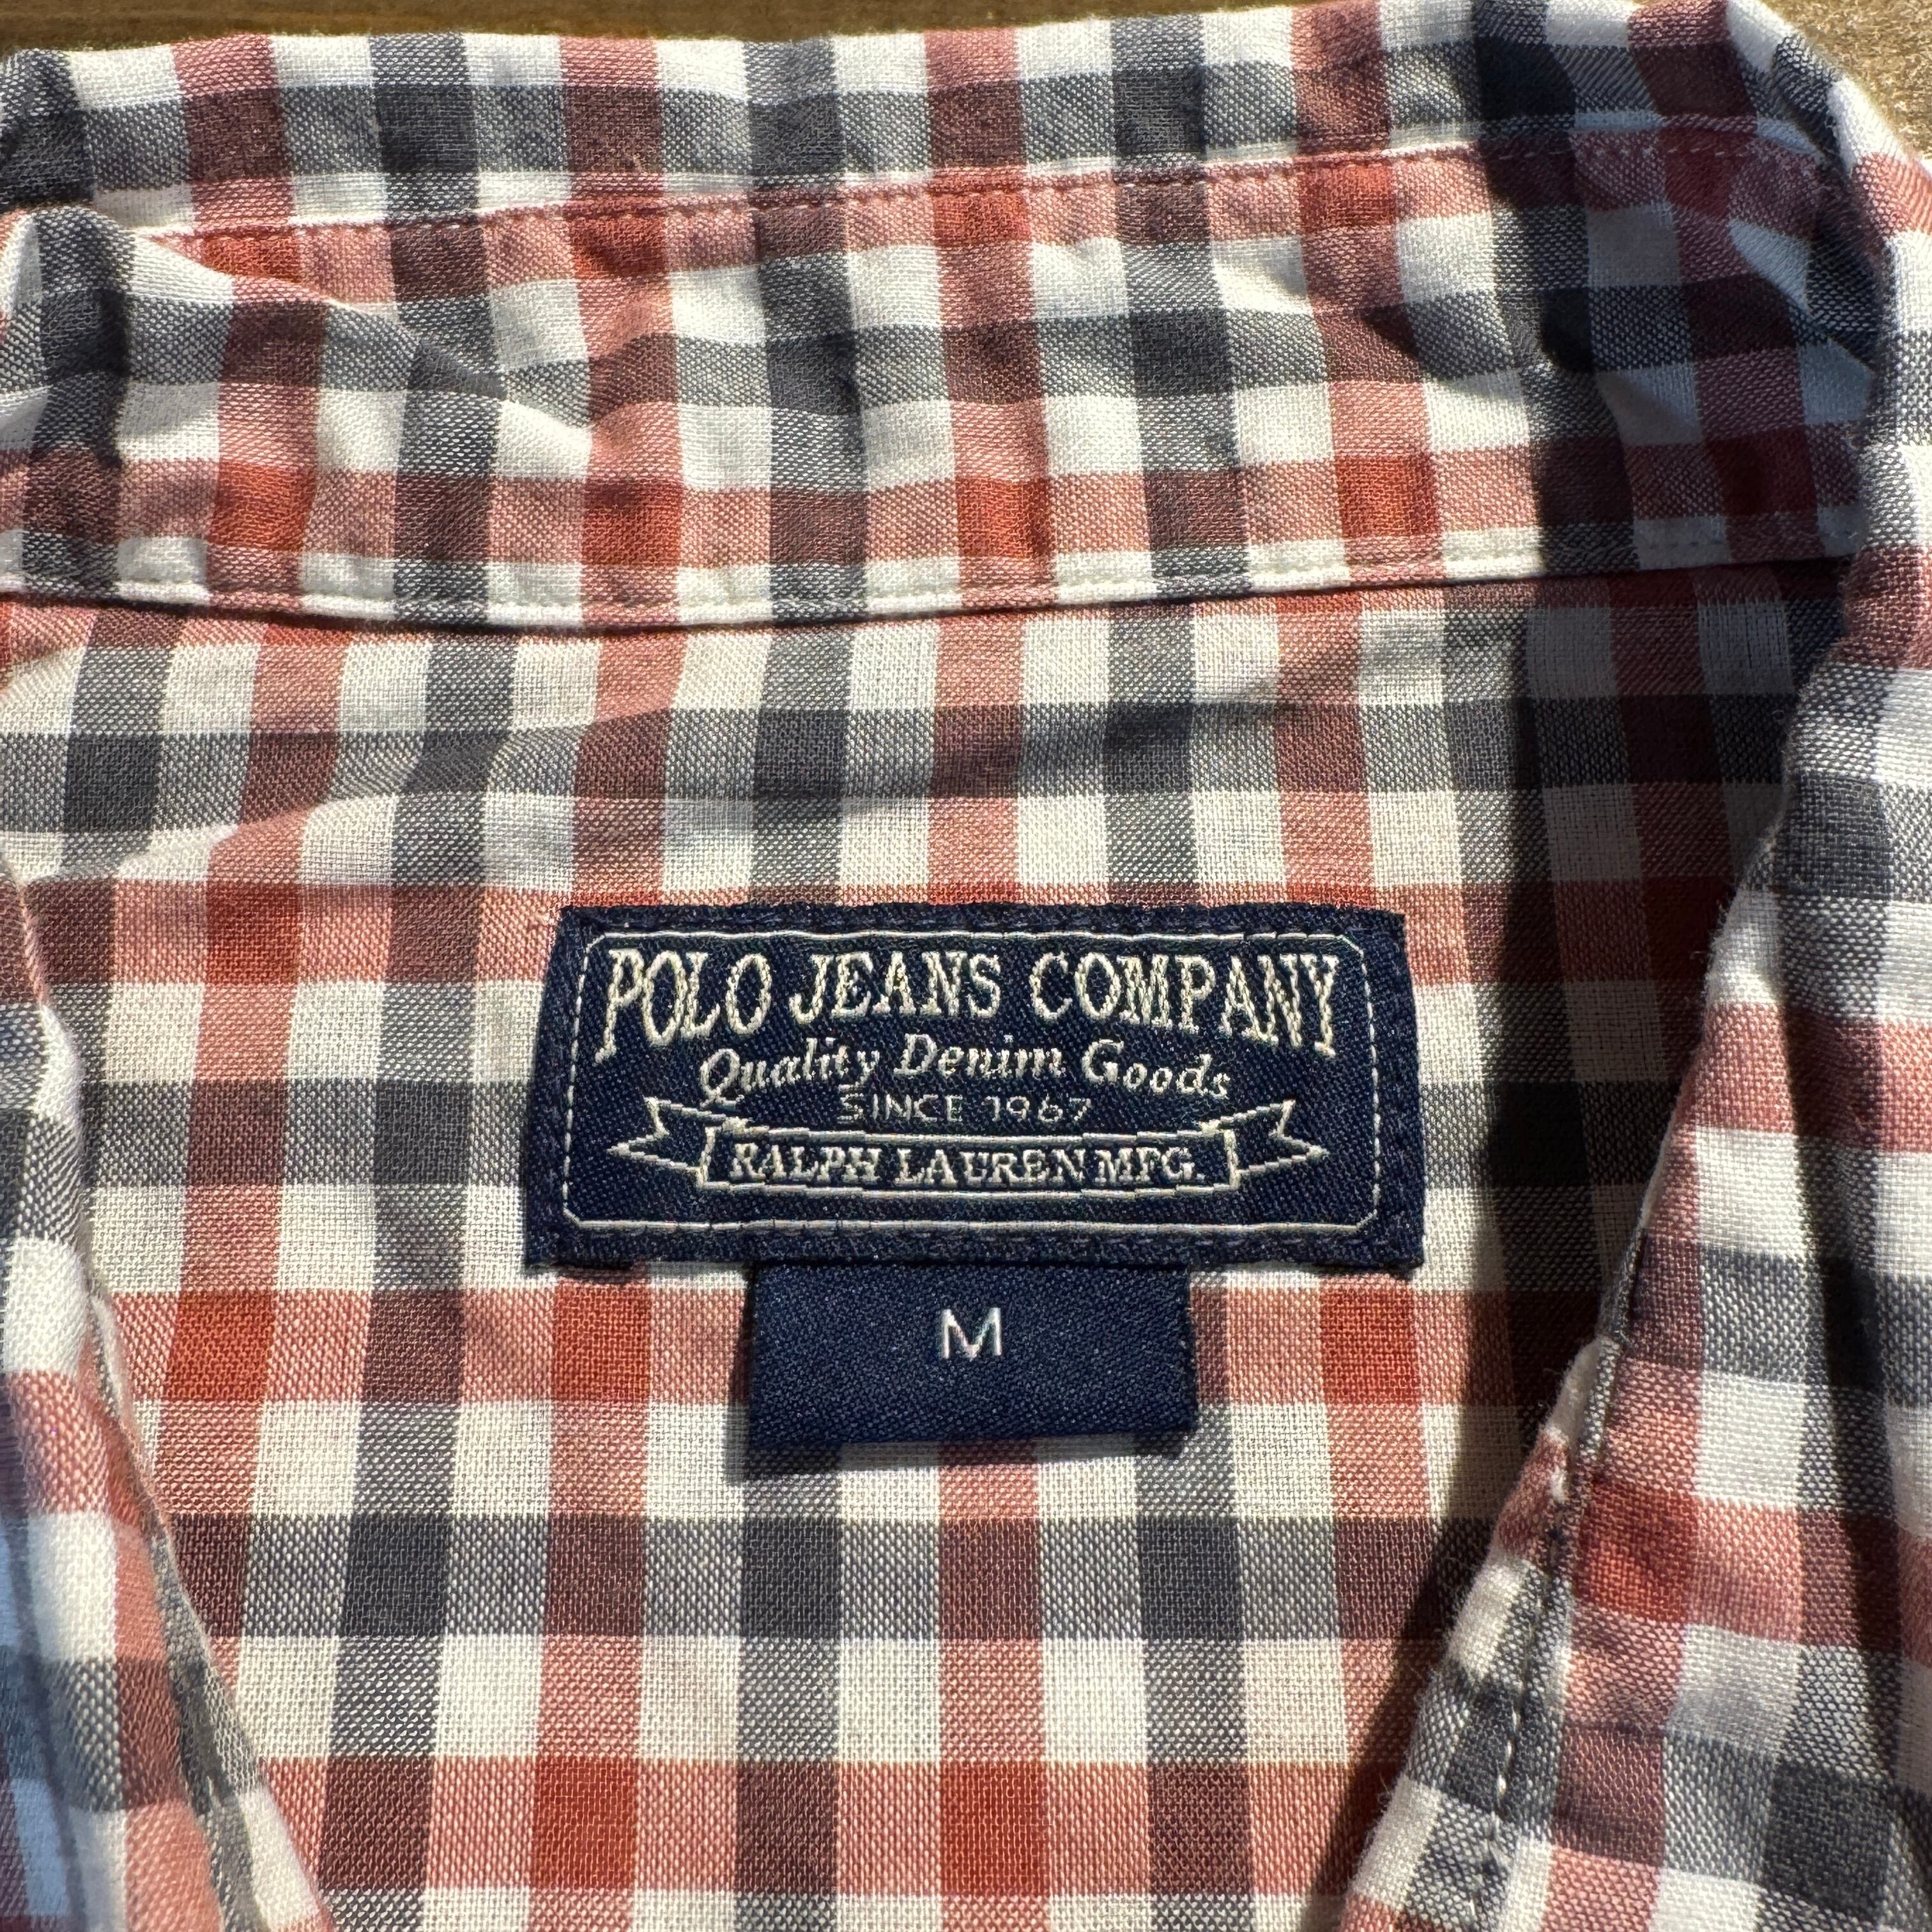 POLO JEANS COMPANY
Quality Denim Goods
SINCE 1967
RALPH LAUREN MFG.
M